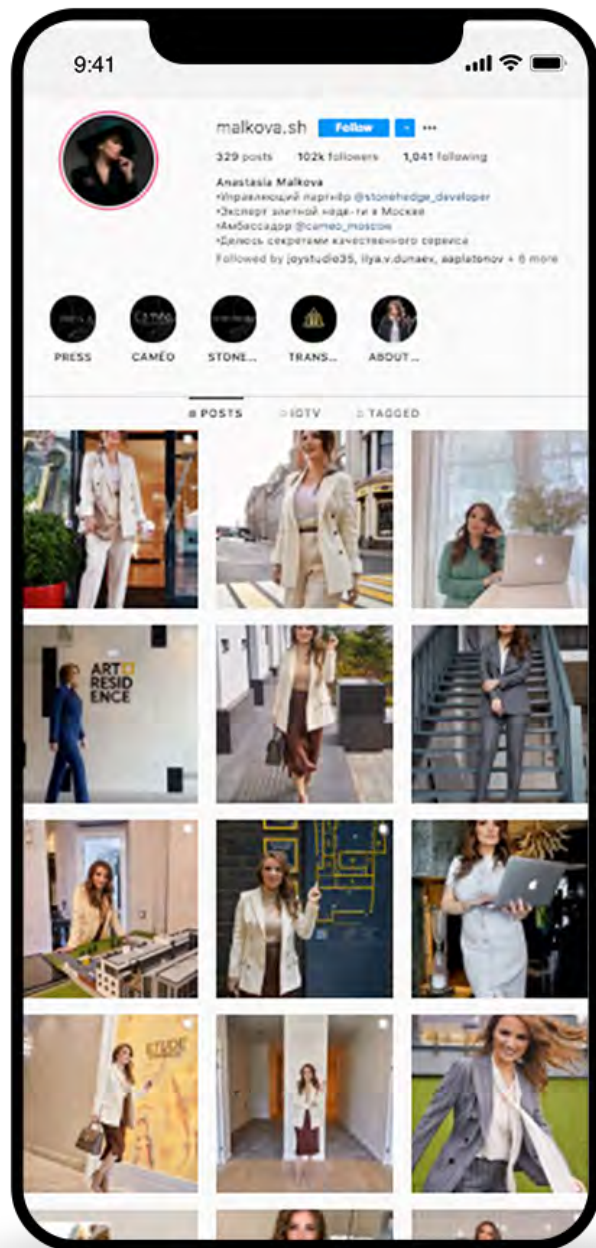 9:41
malkova.sh Follow
329 posts 102k followers 1,041 following
Anastasia Malkova
•Управляющий партнёр @stonehedge_developer
•Эксперт элитной недв-ти в Москве
•Амбассадор @cameo_moscow
•Делюсь секретами качественного сервиса
Followed by joystudio35, ilya.v.dunaev, aaplatonov + 6 more
Caméo
PRESS CAMÉO STONE... TRANS... ABOUT...
POSTS IGTV TAGGED
ART
RESID
ENCE
ETUDE